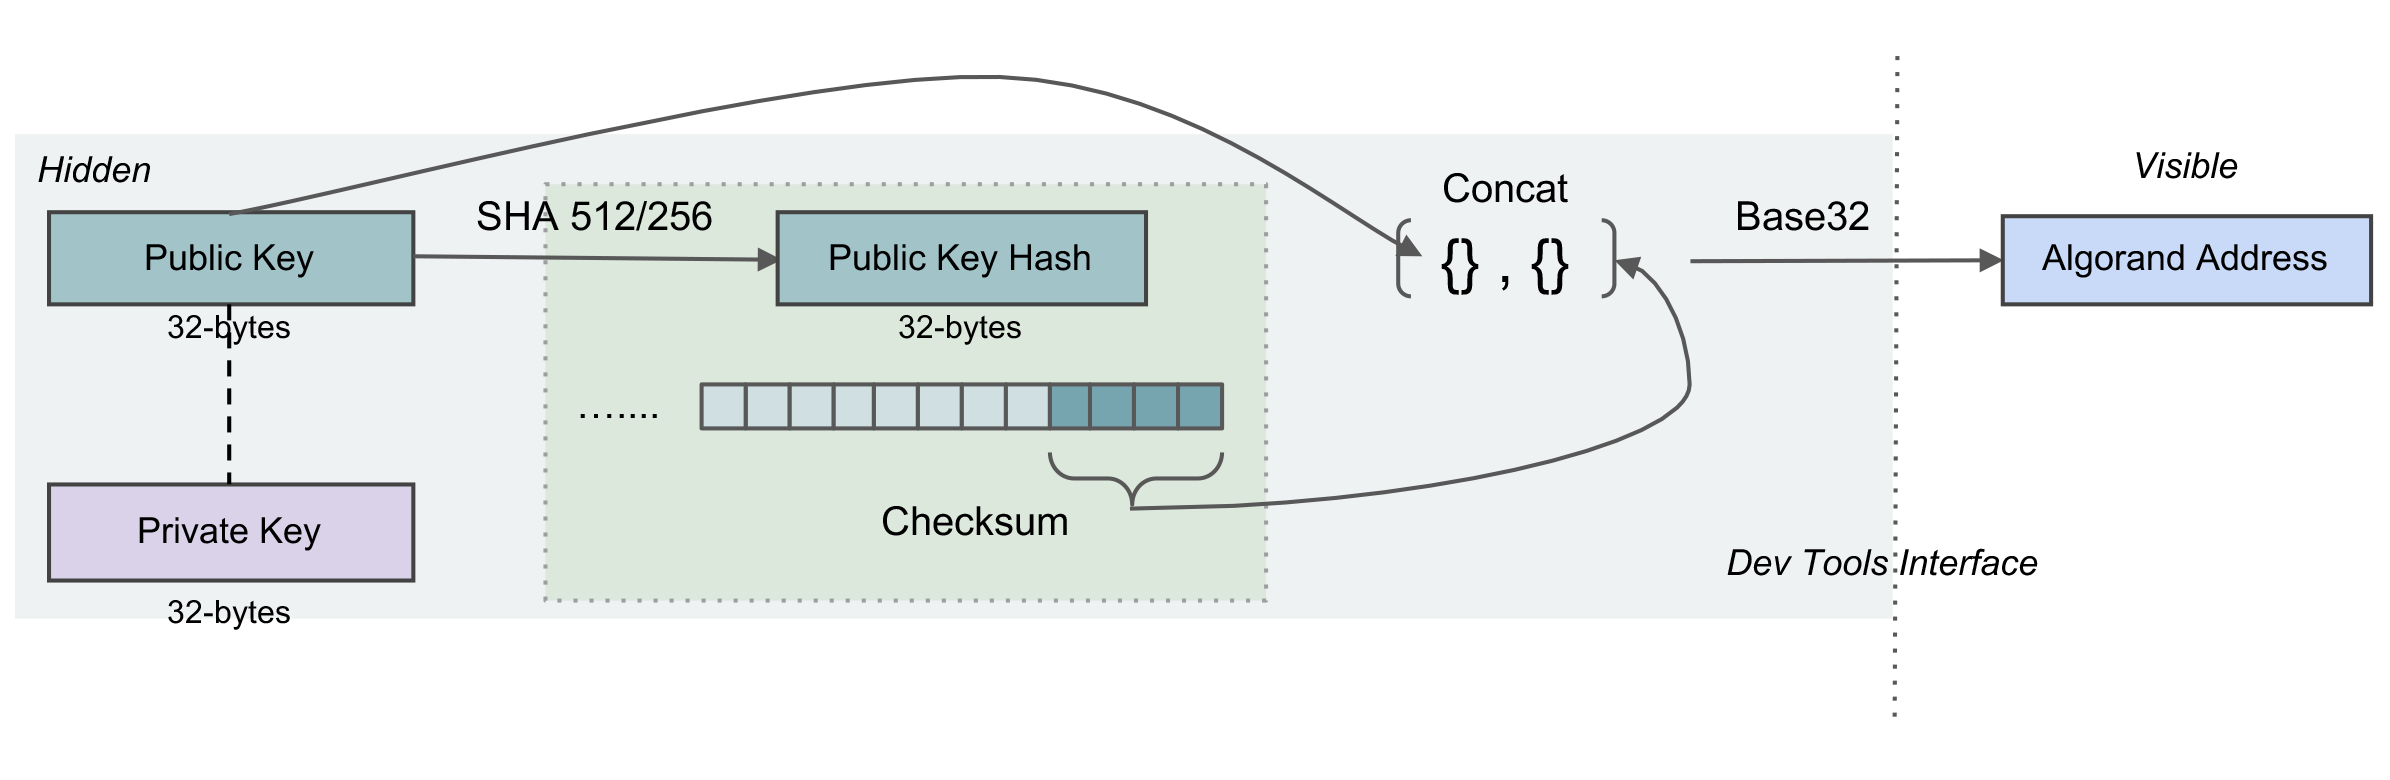 Hidden
Visible
Concat
SHA 512/256
Base32
Public Key
Public Key Hash
{} , {}
Algorand Address
32-bytes
32-bytes
…....
Checksum
Private Key
Dev Tools Interface
32-bytes